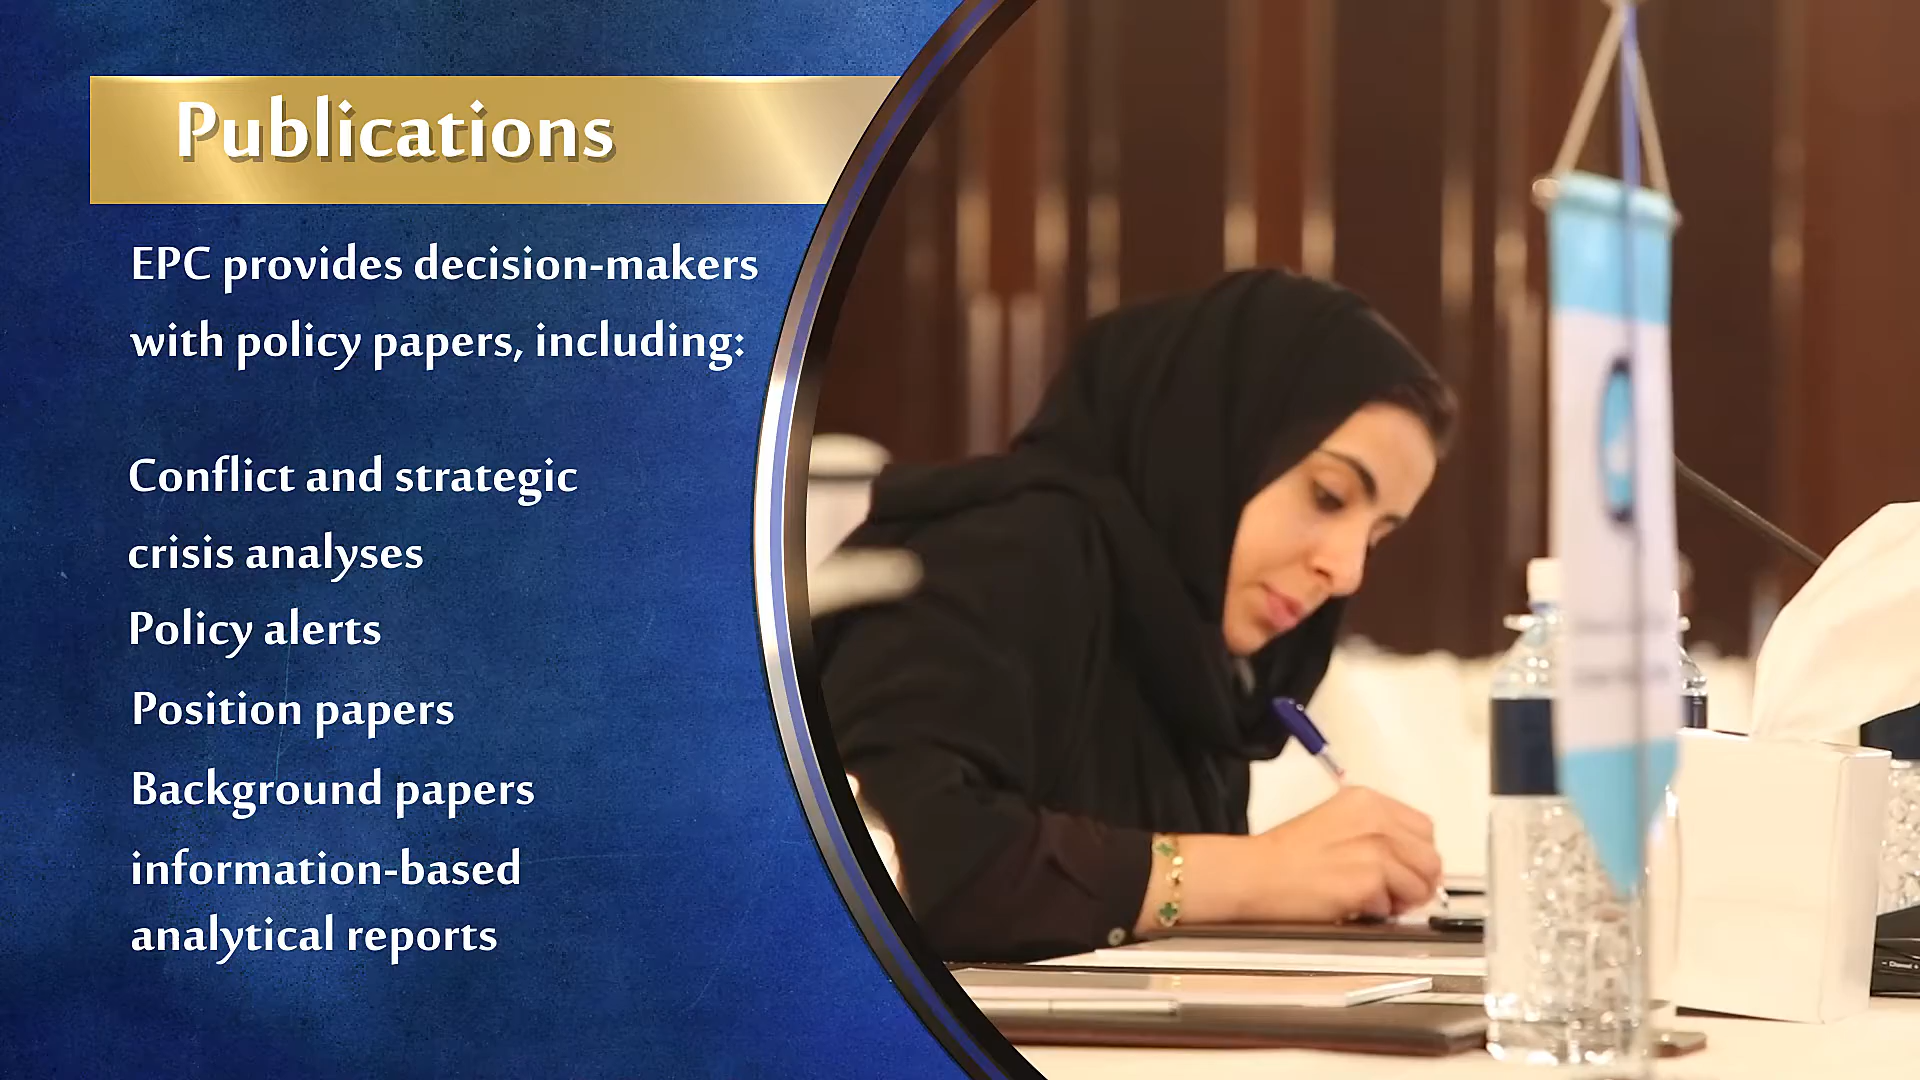 Publications
EPC provides decision-makers
with policy papers, including:
Conflict and strategic
crisis analyses
Policy alerts
Position papers
Background papers
information-based
analytical reports